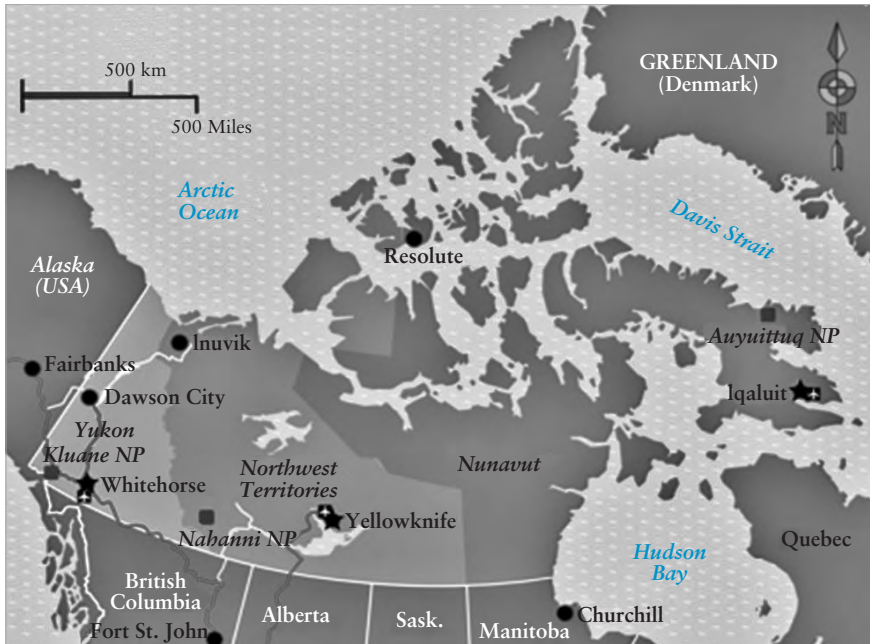 500 km
500 Miles
GREENLAND
(Denmark)
N
Arctic
Ocean
Davis Strait
Resolute
Alaska
(USA)
Inuvik
Auyuittuq NP
Fairbanks
Dawson City
Iqaluit
Yukon
Kluane NP
Whitehorse
Northwest
Territories
Nunavut
Yellowknife
Nahanni NP
Quebec
Hudson
Bay
British
Columbia
Alberta
Sask.
Manitoba
Churchill
Fort St. John